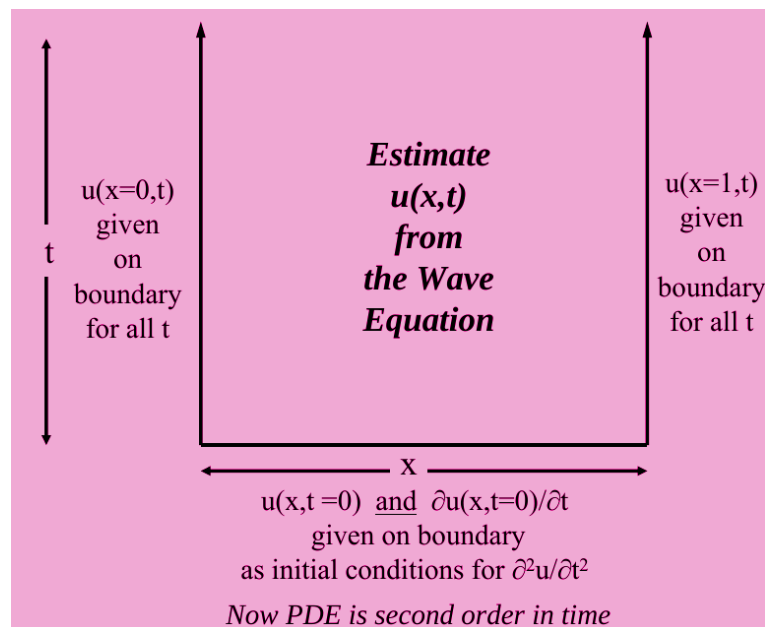 Estimate
u(x,t)
from
the Wave
Equation
u(x=0,t)
given
on
boundary
for all t
t
u(x=1,t)
given
on
boundary
for all t
x
u(x,t =0) and ∂u(x,t=0)/∂t
given on boundary
as initial conditions for ∂²u/∂t²
Now PDE is second order in time